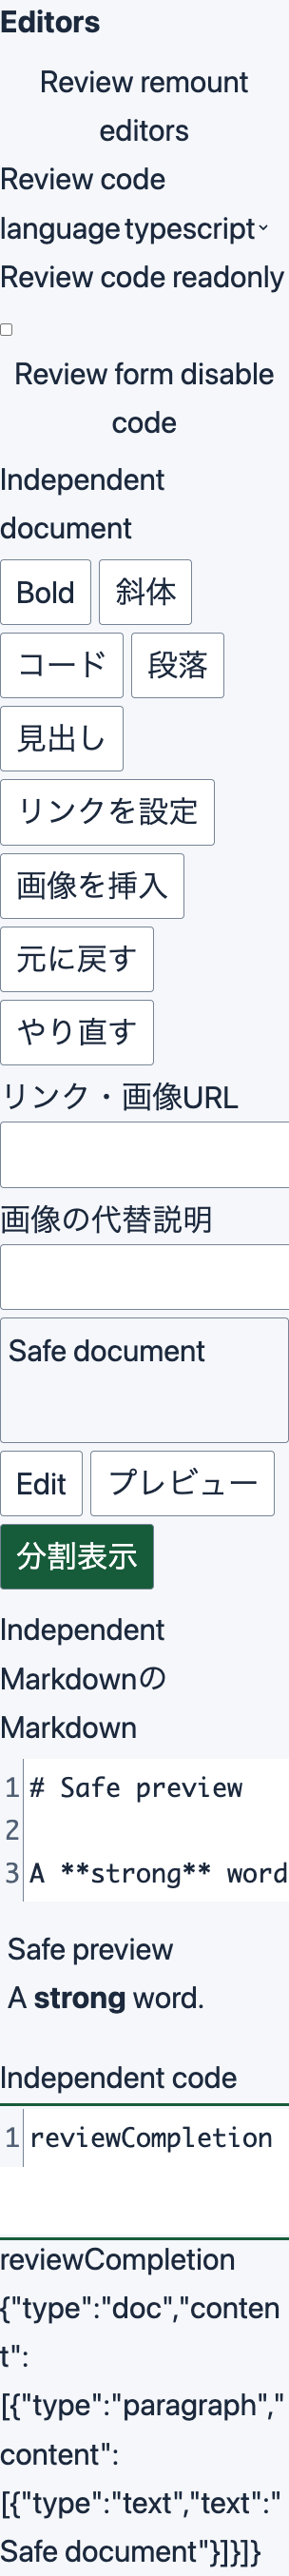 Editors
Review remount
editors
Review code
language typescript
Review code readonly
Review form disable
code
Independent
document
Bold 斜体
コード 段落
見出し
リンクを設定
画像を挿入
元に戻す
やり直す
リンク・画像URL
画像の代替説明
Safe document
Edit プレビュー
分割表示
Independent
Markdownの
Markdown
1 # Safe preview
2
3 A **strong** word
Safe preview
A strong word.
Independent code
1 reviewCompletion
reviewCompletion
{"type":"doc","conten
t":
[{"type":"paragraph","
content":
[{"type":"text","text":"
Safe document"}]}]}